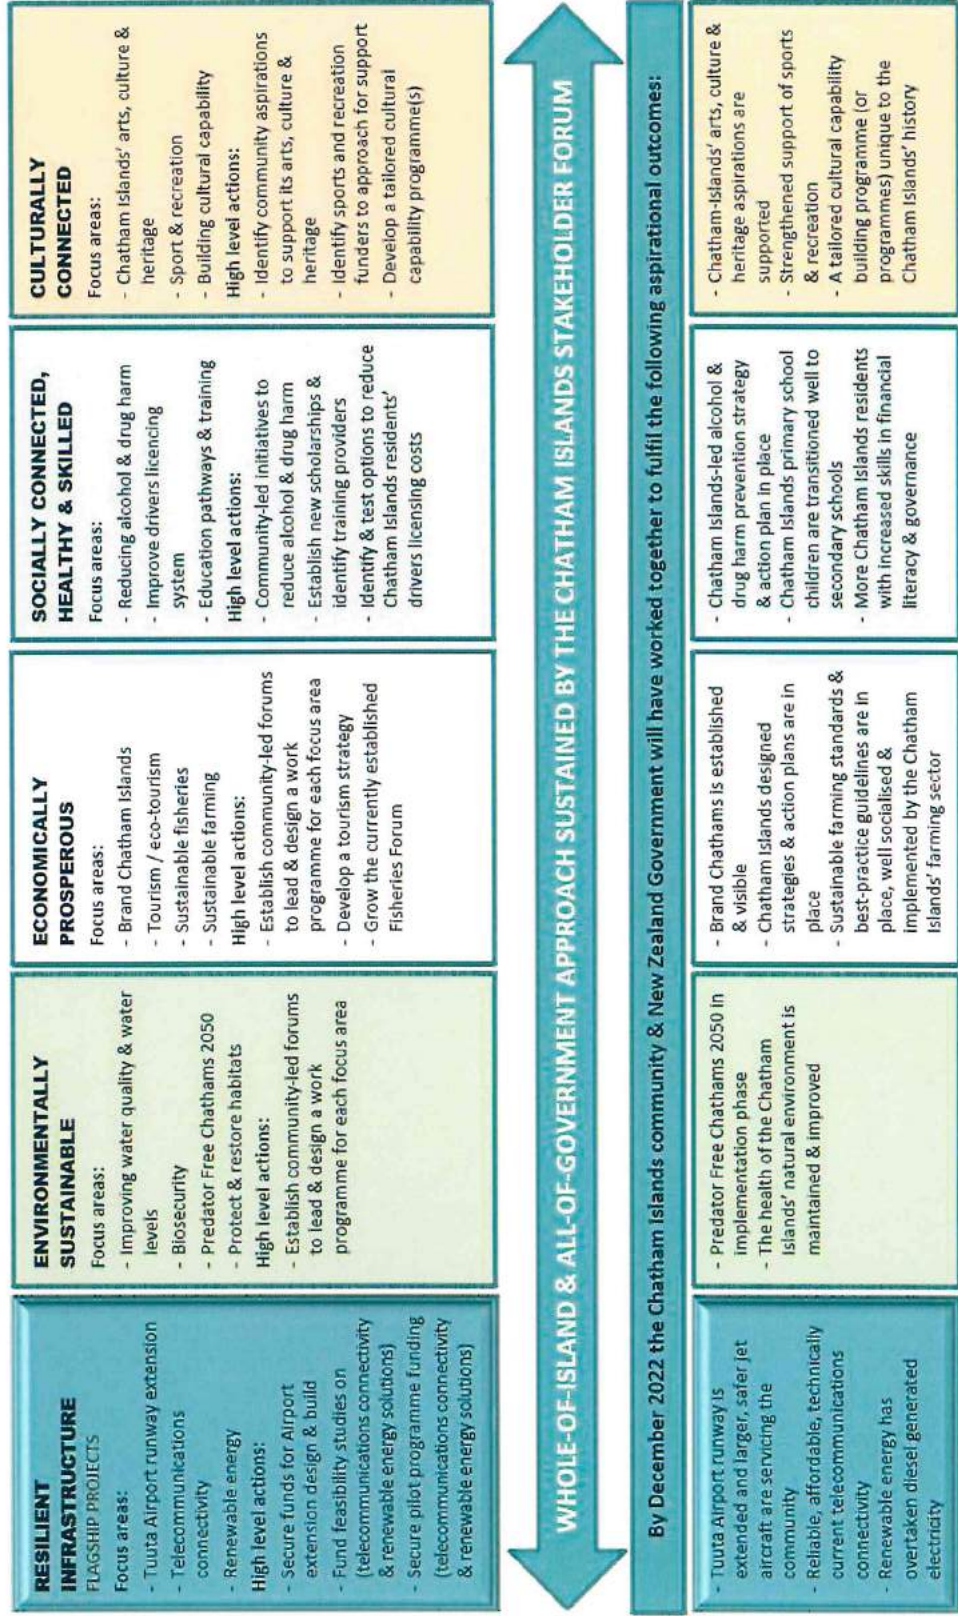 RESILIENT
INFRASTRUCTURE
FLAGSHIP PROJECTS
Focus areas:
- Tuuta Airport runway extension
- Telecommunications
connectivity
- Renewable energy
High level actions:
- Secure funds for Airport
extension design & build
- Fund feasibility studies on
(telecommunications connectivity
& renewable energy solutions)
- Secure pilot programme funding
(telecommunications connectivity
& renewable energy solutions)
ENVIRONMENTALLY
SUSTAINABLE
Focus areas:
- Improving water quality & water
levels
- Biosecurity
- Predator Free Chathams 2050
- Protect & restore habitats
High level actions:
- Establish community-led forums
to lead & design a work
programme for each focus area
ECONOMICALLY
PROSPEROUS
Focus areas:
- Brand Chatham Islands
- Tourism / eco-tourism
- Sustainable fisheries
- Sustainable farming
High level actions:
- Establish community-led forums
to lead & design a work
programme for each focus area
- Develop a tourism strategy
- Grow the currently established
Fisheries Forum
SOCIALLY CONNECTED,
HEALTHY & SKILLED
Focus areas:
- Reducing alcohol & drug harm
- Improve drivers licencing
system
- Education pathways & training
High level actions:
- Community-led initiatives to
reduce alcohol & drug harm
- Establish new scholarships &
identify training providers
- Identify & test options to reduce
Chatham Islands residents'
drivers licensing costs
CULTURALLY
CONNECTED
Focus areas:
- Chatham Islands' arts, culture &
heritage
- Sport & recreation
- Building cultural capability
High level actions:
- Identify community aspirations
to support its arts, culture &
heritage
- Identify sports and recreation
funders to approach for support
- Develop a tailored cultural
capability programme(s)
WHOLE-OF-ISLAND & ALL-OF-GOVERNMENT APPROACH SUSTAINED BY THE CHATHAM ISLANDS STAKEHOLDER FORUM
By December 2022 the Chatham Islands community & New Zealand Government will have worked together to fulfil the following aspirational outcomes:
- Tuuta Airport runway is
extended and larger, safer jet
aircraft are servicing the
community
- Reliable, affordable, technically
current telecommunications
connectivity
- Renewable energy has
overtaken diesel generated
electricity
- Predator Free Chathams 2050 in
implementation phase
- The health of the Chatham
Islands' natural environment is
maintained & improved
- Brand Chathams is established
& visible
- Chatham Islands designed
strategies & action plans are in
place
- Sustainable farming standards &
best-practice guidelines are in
place, well socialised &
implemented by the Chatham
Islands' farming sector
- Chatham Islands-led alcohol &
drug harm prevention strategy
& action plan in place
- Chatham Islands primary school
children are transitioned well to
secondary schools
- More Chatham Islands residents
with increased skills in financial
literacy & governance
- Chatham-Islands' arts, culture &
heritage aspirations are
supported
- Strengthened support of sports
& recreation
- A tailored cultural capability
building programme (or
programmes) unique to the
Chatham Islands' history